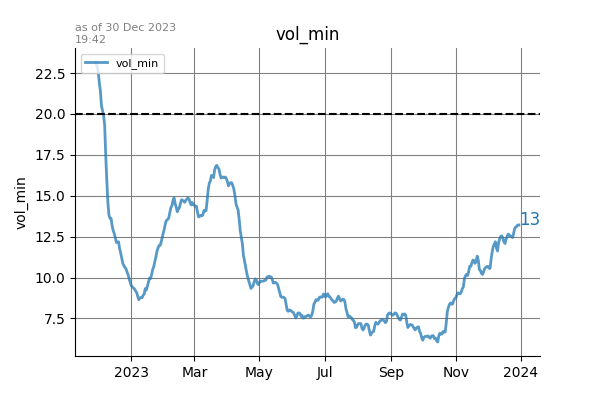 as of 30 Dec 2023
19:42
vol_min
vol_min
22.5
20.0
17.5
15.0
12.5
10.0
7.5
vol_min
13
2023 Mar May Jul Sep Nov 2024